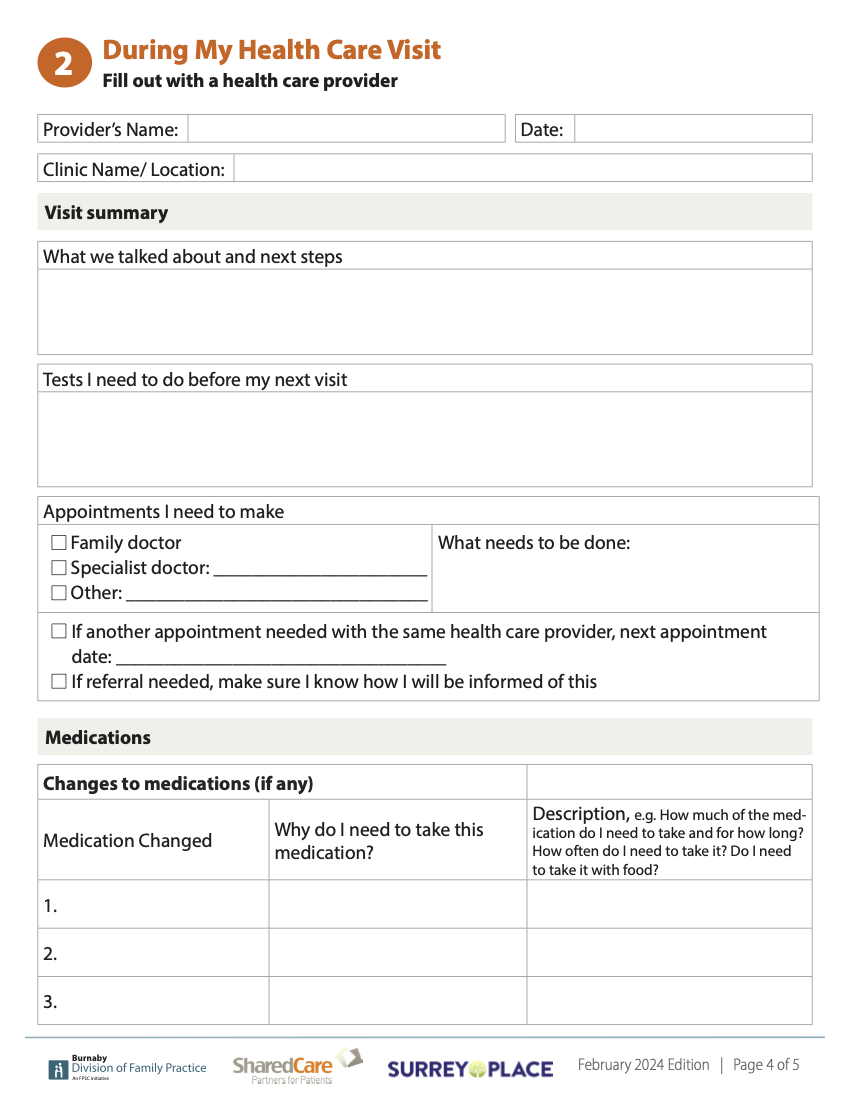 2
During My Health Care Visit
Fill out with a health care provider
Provider's Name:
Date:
Clinic Name/ Location:
Visit summary
What we talked about and next steps
Tests I need to do before my next visit
Appointments I need to make
☐ Family doctor
☐ Specialist doctor: ______________________
☐ Other: ________________________________
What needs to be done:
☐ If another appointment needed with the same health care provider, next appointment
date: ___________________________________
☐ If referral needed, make sure I know how I will be informed of this
Medications
Changes to medications (if any)
Medication Changed
Why do I need to take this
medication?
Description, e.g. How much of the med-
ication do I need to take and for how long?
How often do I need to take it? Do I need
to take it with food?
1.
2.
3.
Burnaby
Division of Family Practice
An FPSC initiative
SharedCare
Partners for Patients
SURREY PLACE
February 2024 Edition | Page 4 of 5